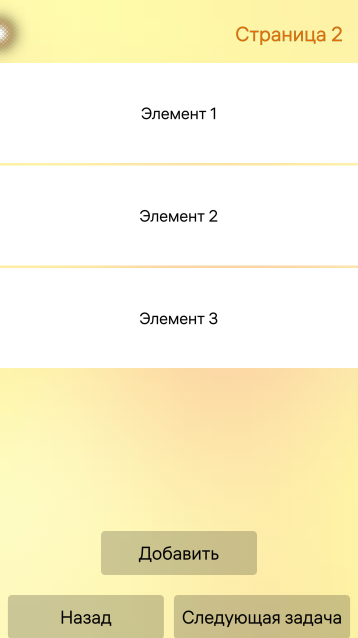 Страница 2
Элемент 1
Элемент 2
Элемент 3
Добавить
Назад
Следующая задача